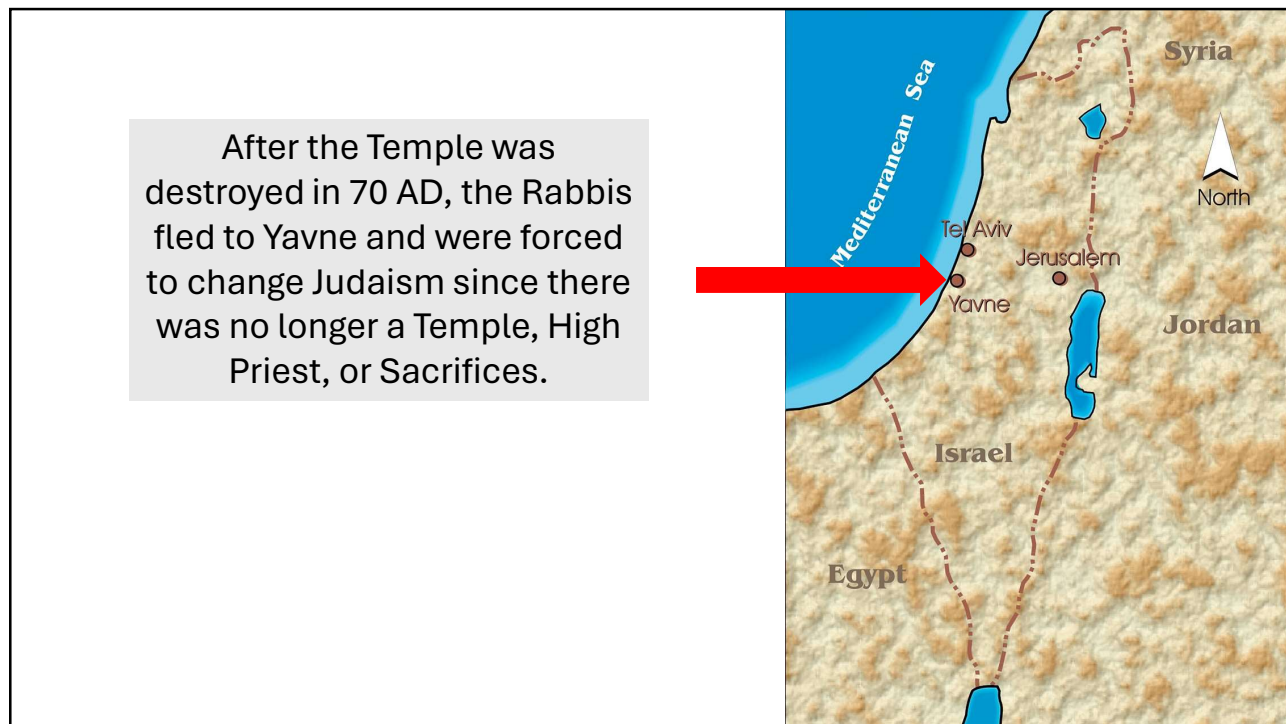 After the Temple was
destroyed in 70 AD, the Rabbis
fled to Yavne and were forced
to change Judaism since there
was no longer a Temple, High
Priest, or Sacrifices.
Syria
Mediterranean Sea
North
Tel Aviv
Jerusalem
Yavne
Jordan
Israel
Egypt